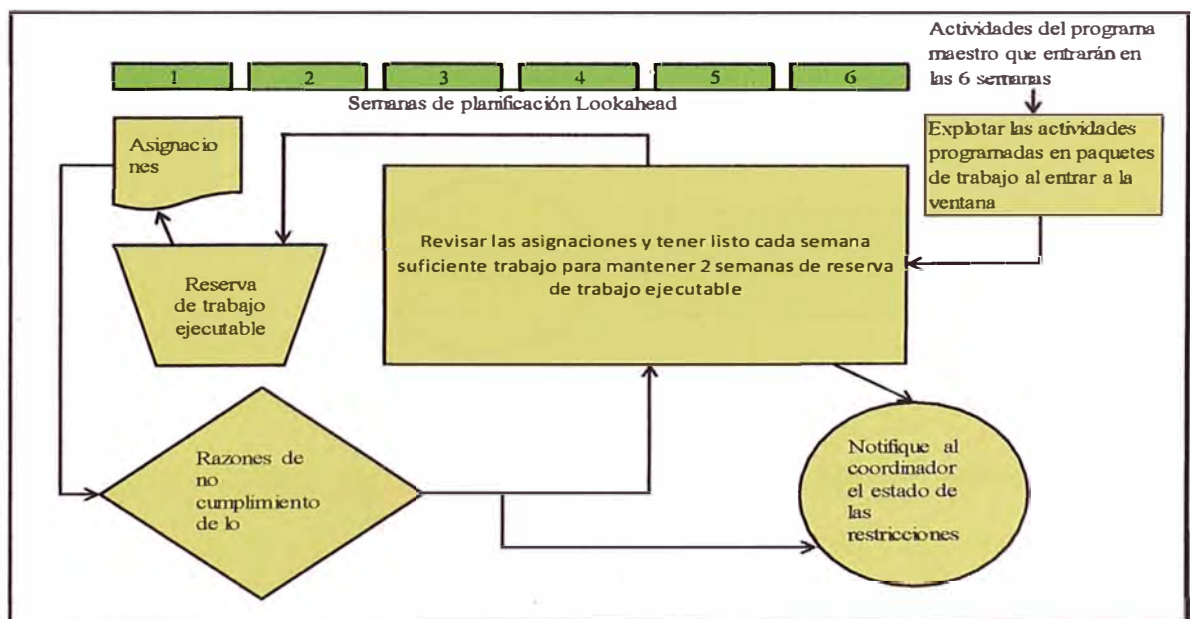 Actividades del programa
maestro que entrarán en
las 6 semanas
1 2 3 4 5 6
Semanas de planificación Lookahead
Asignacio
nes
Explotar las actividades
programadas en paquetes
de trabajo al entrar a la
ventana
Revisar las asignaciones y tener listo cada semana
suficiente trabajo para mantener 2 semanas de reserva
de trabajo ejecutable
Reserva
de trabajo
ejecutable
Razones de
no
cumplimiento
de lo
Notifique al
coordinador
el estado de
las
restricciones